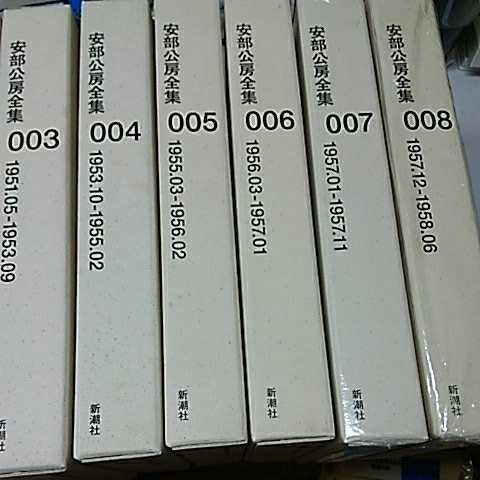 安部公房全集
003
1951.05-1953.09
新潮社
安部公房全集
004
1953.10-1955.02
新潮社
安部公房全集
005
1955.03-1956.02
新潮社
安部公房全集
006
1956.03-1957.01
新潮社
安部公房全集
007
1957.01-1957.11
新潮社
安部公房全集
008
1957.12-1958.06
新潮社